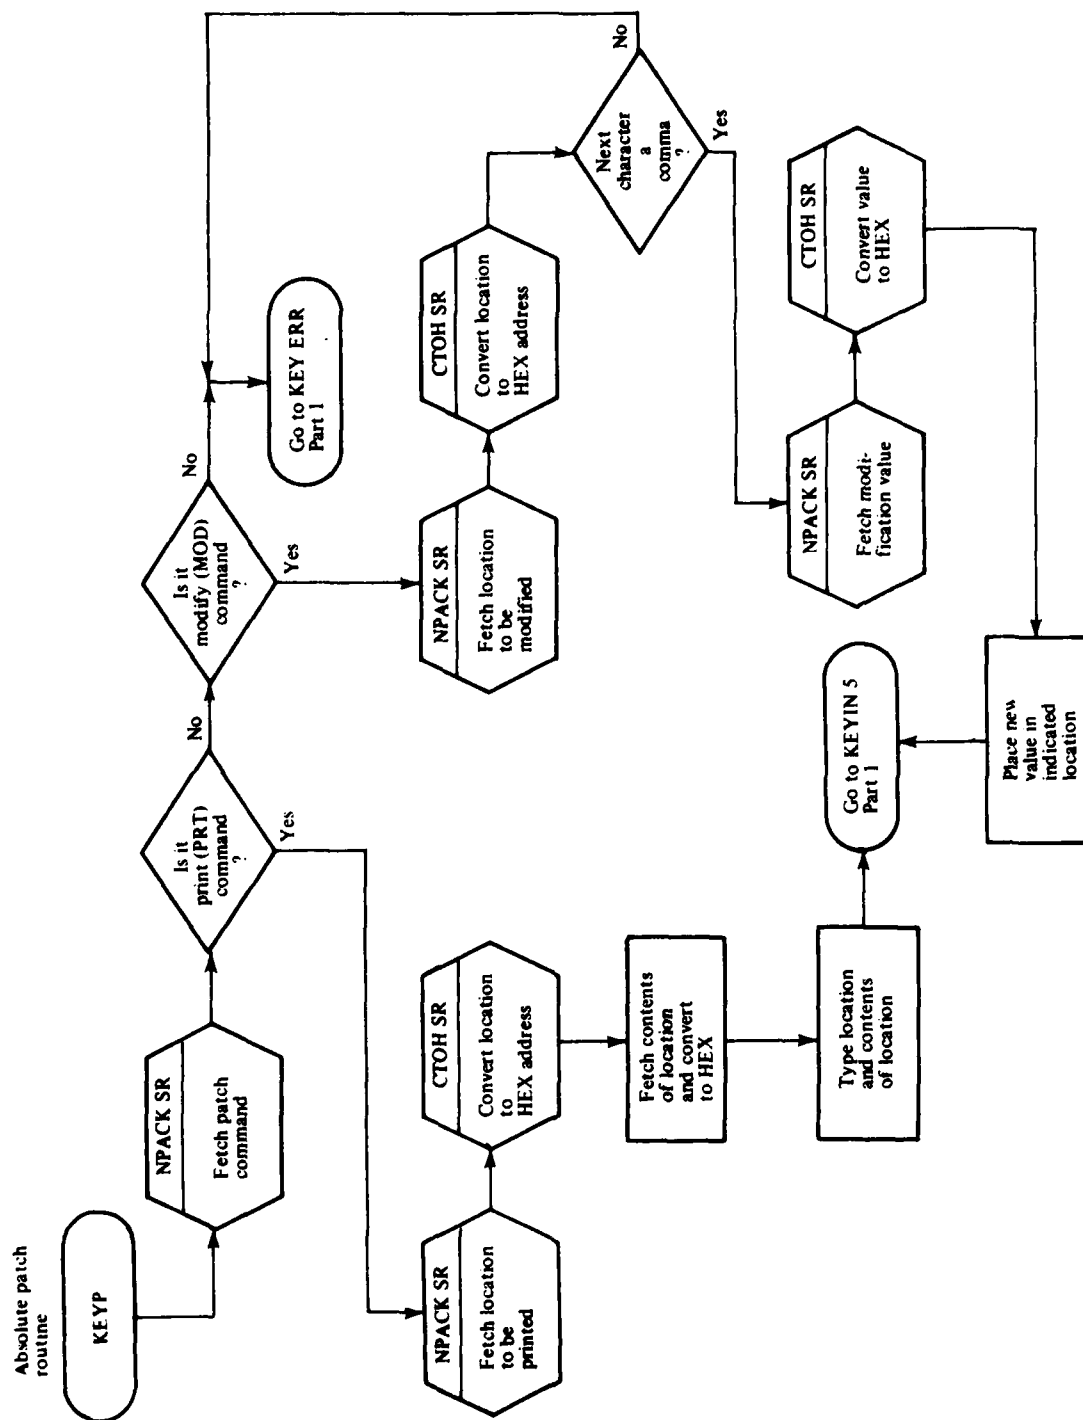 Absolute patch
routine
KEYP
NPACK SR
Fetch patch
command
Is it
print (PRT)
command
?
No
Yes
Is it
modify (MOD)
command
?
No
Yes
Go to KEY ERR
Part 1
NPACK SR
Fetch location
to be
printed
CTOH SR
Convert location
to
HEX address
Fetch contents
of location
and convert
to HEX
Type location
and contents
of location
Go to KEYIN 5
Part 1
NPACK SR
Fetch location
to be
modified
CTOH SR
Convert location
to
HEX address
Next
character
a
comma
?
No
Yes
NPACK SR
Fetch modi-
fication value
CTOH SR
Convert value
to HEX
Place new
value in
indicated
location